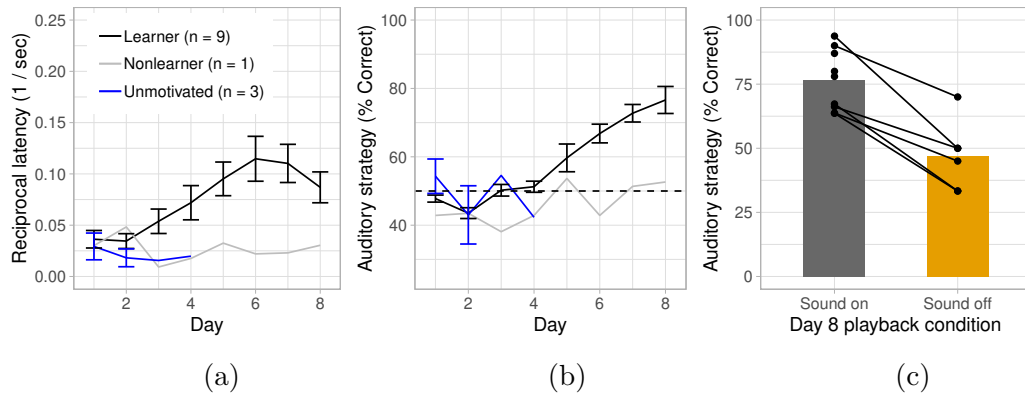 Reciprocal latency (1 / sec)
0.25
0.20
0.15
0.10
0.05
0.00
Learner (n = 9)
Nonlearner (n = 1)
Unmotivated (n = 3)
2
4
6
8
Day
(a)
Auditory strategy (% Correct)
100
80
60
40
2
4
6
8
Day
(b)
Auditory strategy (% Correct)
100
75
50
25
0
Sound on
Sound off
Day 8 playback condition
(c)